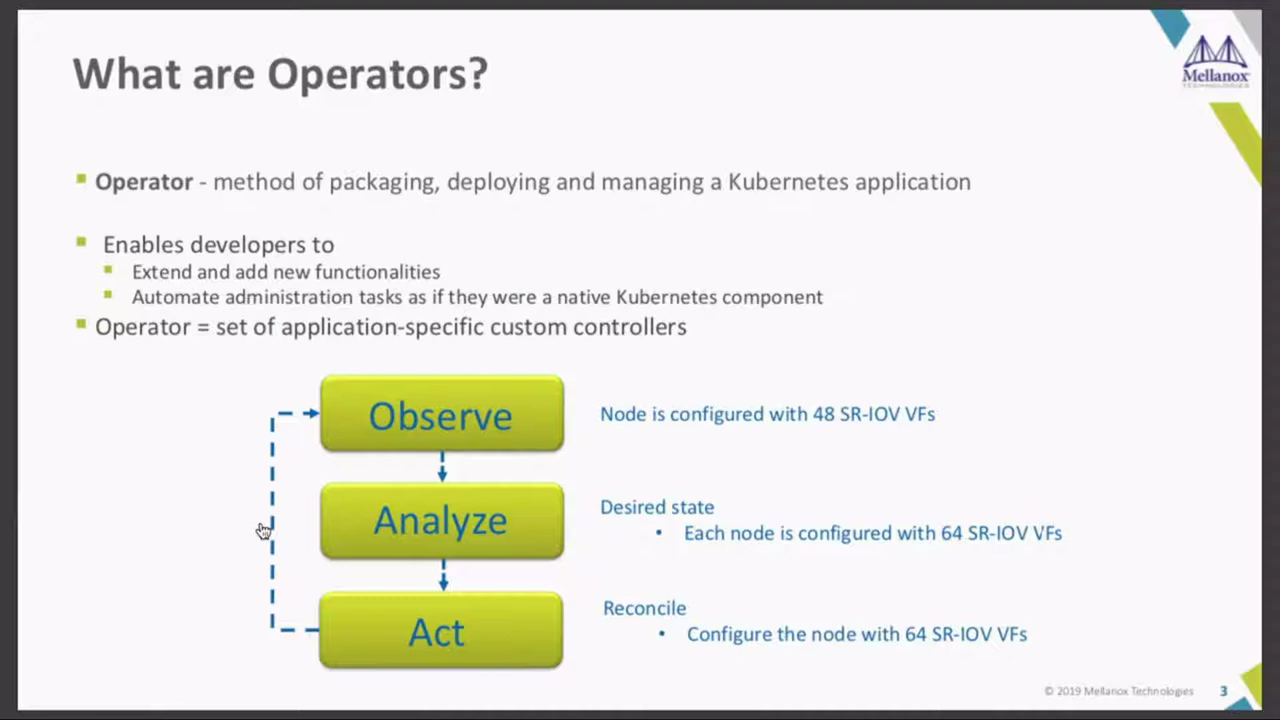 What are Operators?
Mellanox
TECHNOLOGIES
Operator - method of packaging, deploying and managing a Kubernetes application
Enables developers to
Extend and add new functionalities
Automate administration tasks as if they were a native Kubernetes component
Operator = set of application-specific custom controllers
Observe
Node is configured with 48 SR-IOV VFs
Analyze
Desired state
• Each node is configured with 64 SR-IOV VFs
Act
Reconcile
• Configure the node with 64 SR-IOV VFs
© 2019 Mellanox Technologies
3